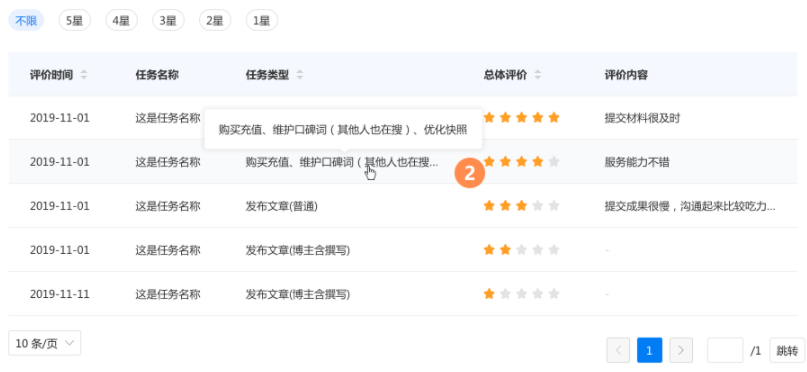 不限 5星 4星 3星 2星 1星
评价时间 任务名称 任务类型 总体评价 评价内容
2019-11-01 这是任务名称 提交材料很及时
购买充值、维护口碑词（其他人也在搜）、优化快照
2019-11-01 这是任务名称 购买充值、维护口碑词（其他人也在搜... 服务能力不错
2
2019-11-01 这是任务名称 发布文章(普通) 提交成果很慢，沟通起来比较吃力...
2019-11-01 这是任务名称 发布文章(博主含撰写) -
2019-11-11 这是任务名称 发布文章(博主含撰写) -
10 条/页 < 1 > /1 跳转